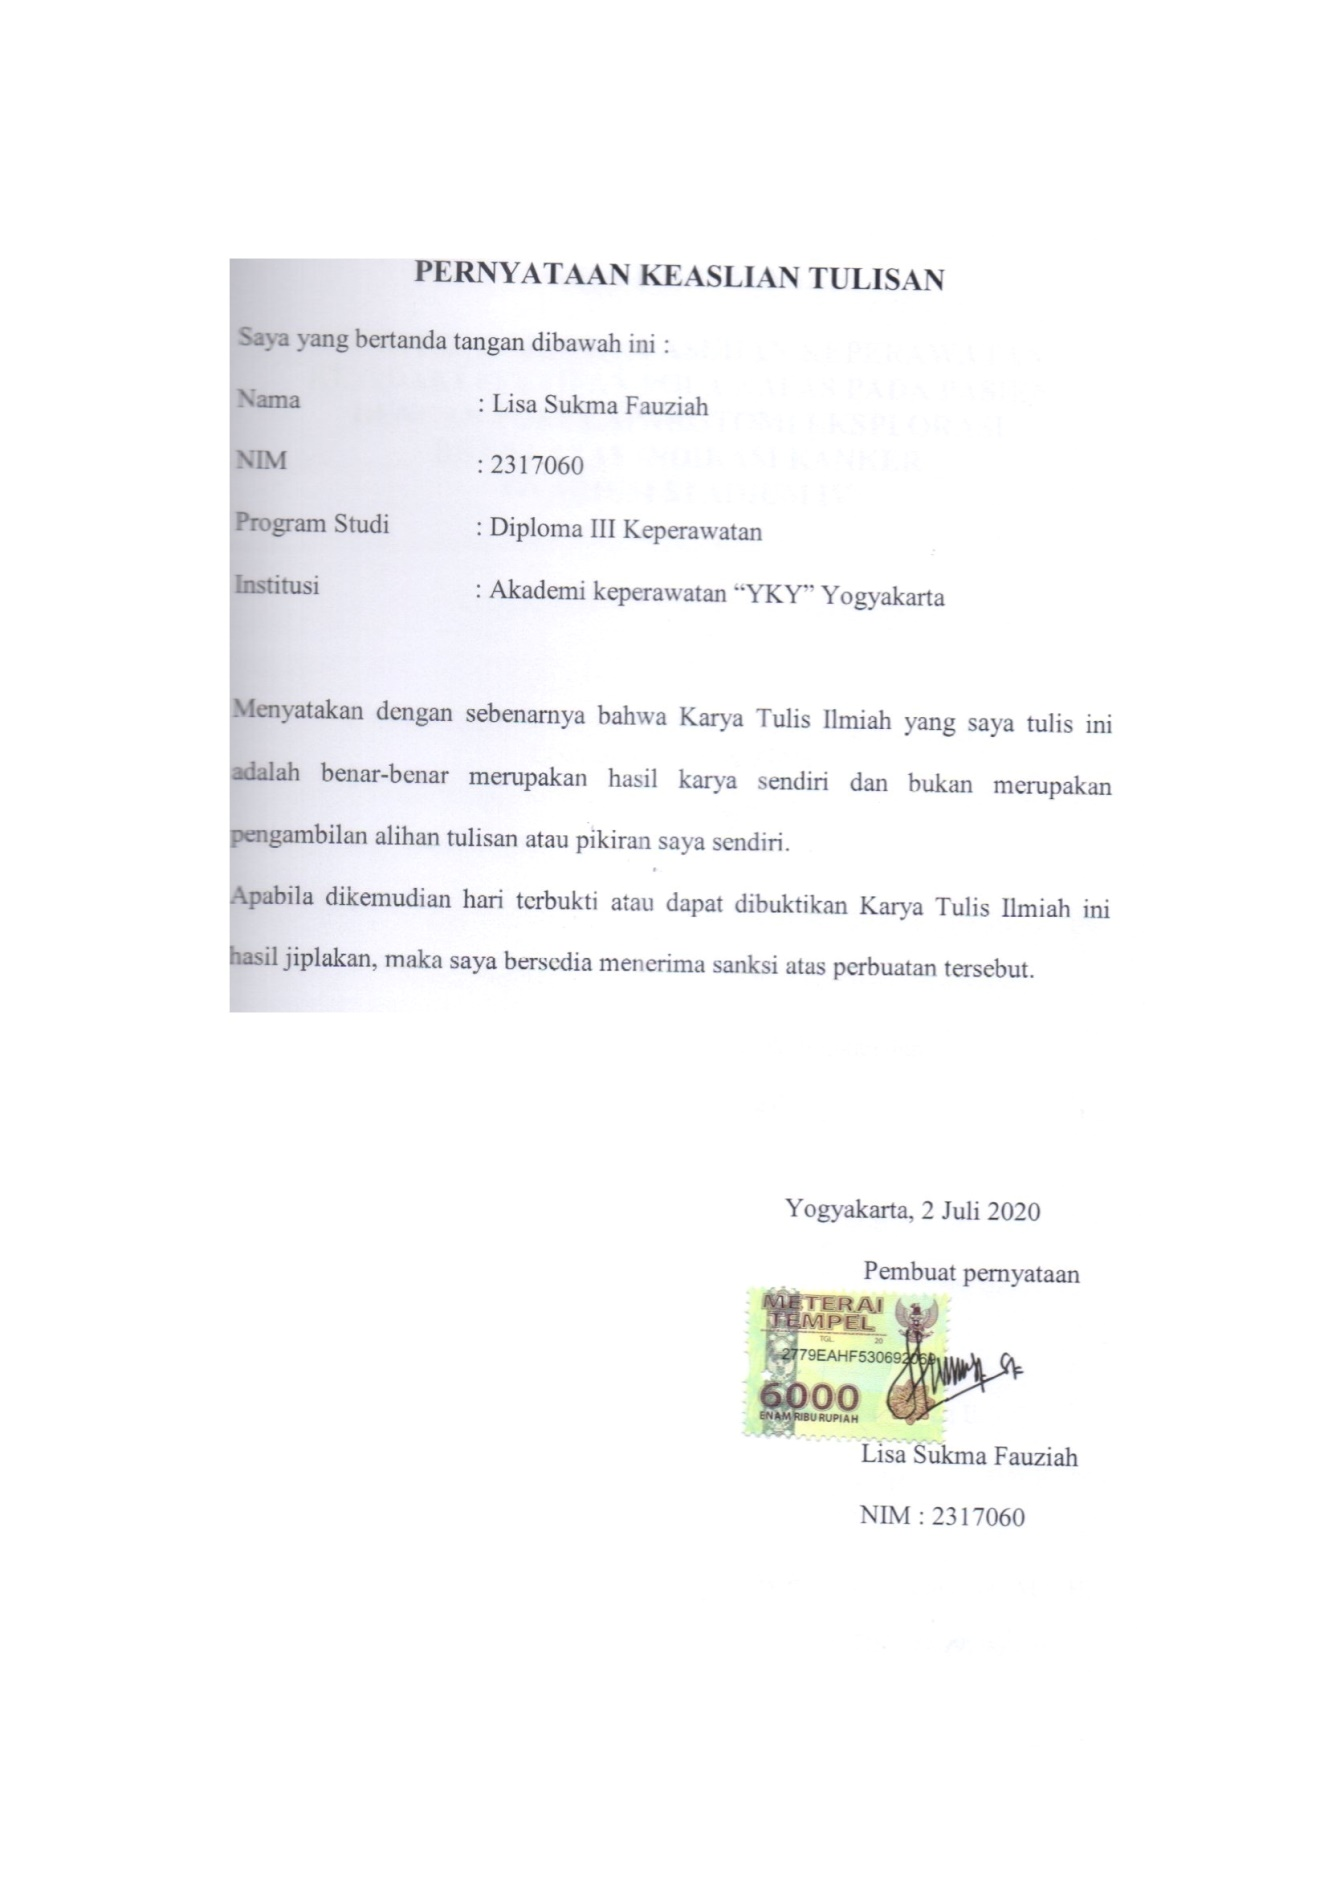 PERNYATAAN KEASLIAN TULISAN
Saya yang bertanda tangan dibawah ini :
Nama : Lisa Sukma Fauziah
NIM : 2317060
Program Studi : Diploma III Keperawatan
Institusi : Akademi keperawatan “YKY” Yogyakarta
Menyatakan dengan sebenarnya bahwa Karya Tulis Ilmiah yang saya tulis ini
adalah benar-benar merupakan hasil karya sendiri dan bukan merupakan
pengambilan alihan tulisan atau pikiran saya sendiri.
Apabila dikemudian hari terbukti atau dapat dibuktikan Karya Tulis Ilmiah ini
hasil jiplakan, maka saya bersedia menerima sanksi atas perbuatan tersebut.
Yogyakarta, 2 Juli 2020
Pembuat pernyataan
METERAI
TEMPEL
TGL. 20
6000
ENAM RIBU RUPIAH
Lisa Sukma Fauziah
NIM : 2317060